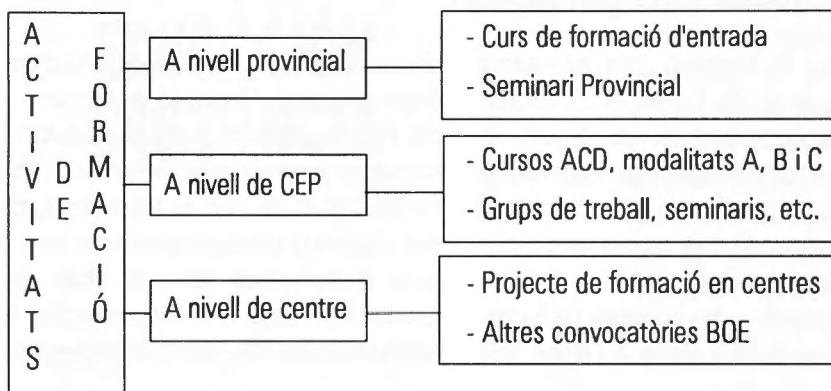 ACTIVITATS
DE
FORMACIÓ
A nivell provincial
- Curs de formació d'entrada
- Seminari Provincial
A nivell de CEP
- Cursos ACD, modalitats A, B i C
- Grups de treball, seminaris, etc.
A nivell de centre
- Projecte de formació en centres
- Altres convocatòries BOE